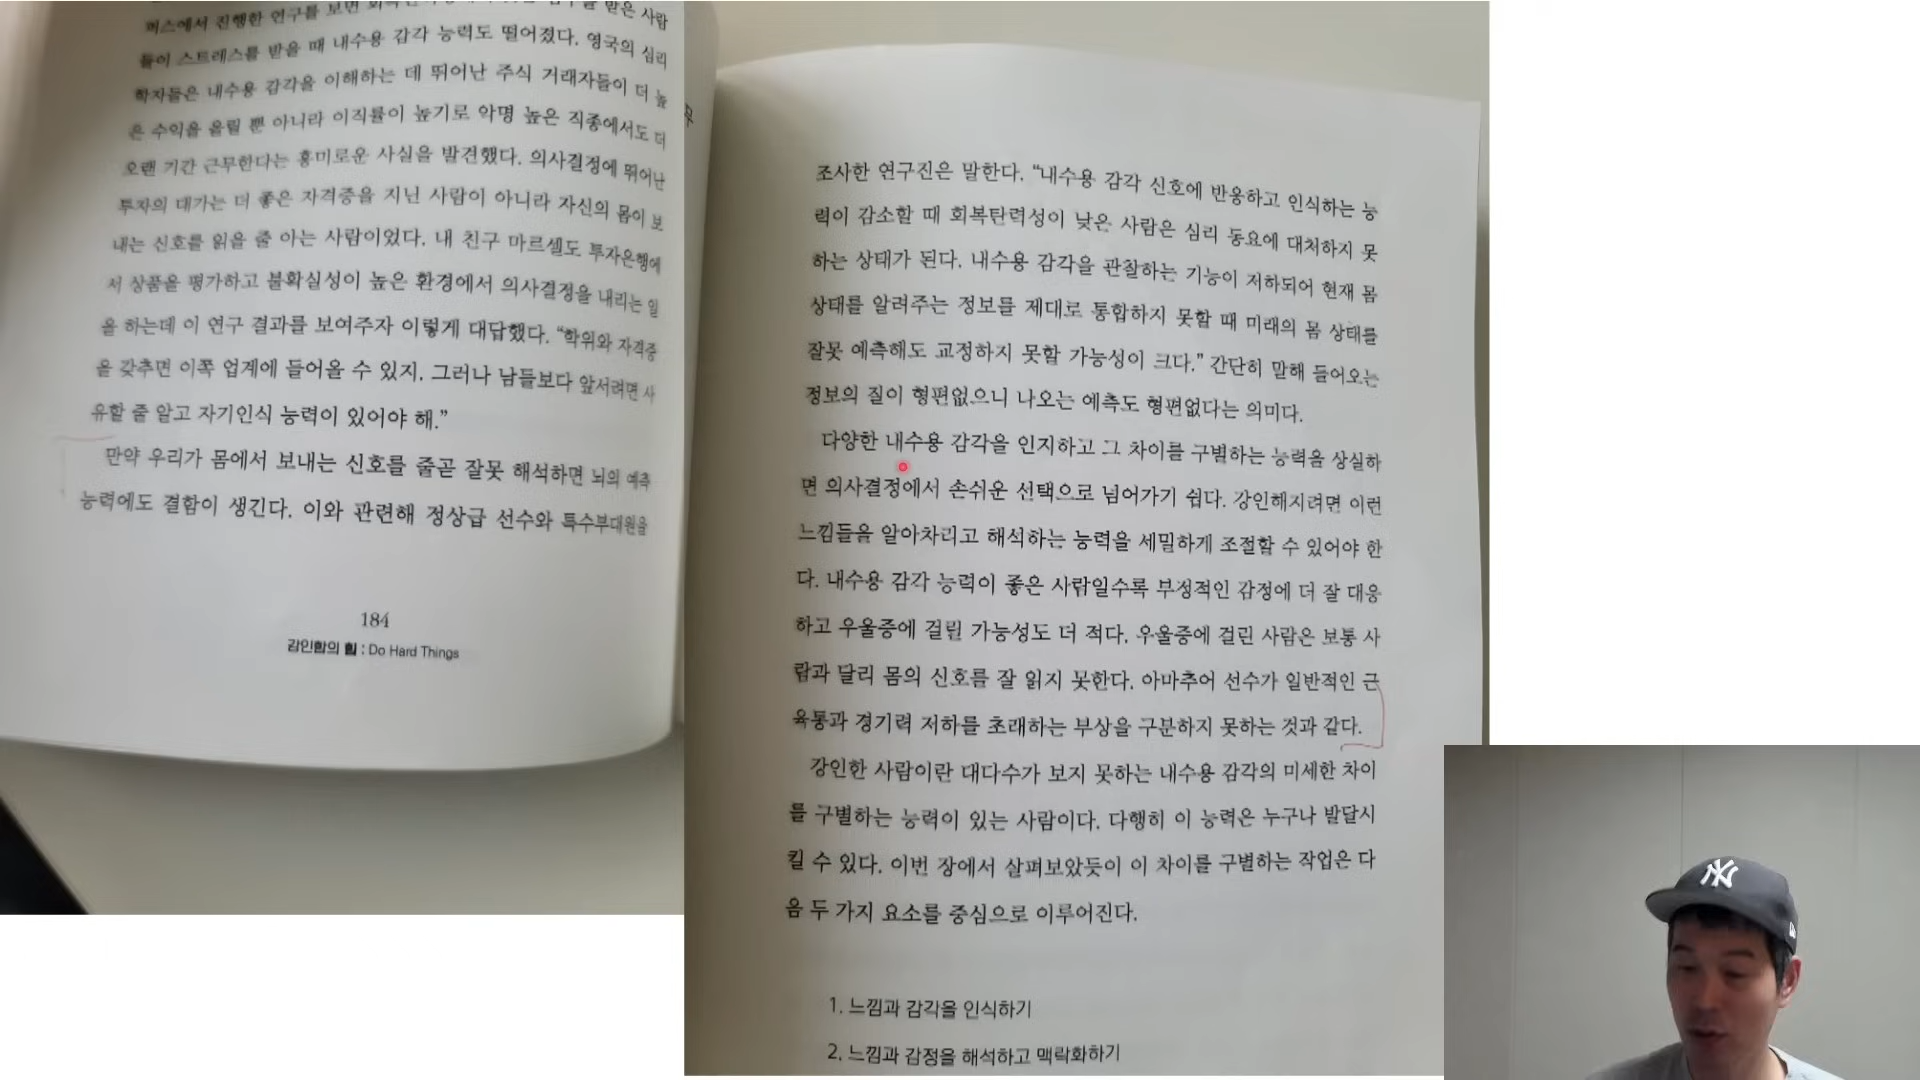 퍼스에서 진행한 연구를 보면 받은 사람
들이 스트레스를 받을 때 내수용 감각 능력도 떨어졌다. 영국의 심리
학자들은 내수용 감각을 이해하는 데 뛰어난 주식 거래자들이 더 높
은 수익을 올릴 뿐 아니라 이직률이 높기로 악명 높은 직종에서도 더
오랜 기간 근무한다는 흥미로운 사실을 발견했다. 의사결정에 뛰어난
투자의 대가는 더 좋은 자격증을 지닌 사람이 아니라 자신의 몸이 보
내는 신호를 읽을 줄 아는 사람이었다. 내 친구 마르셀도 투자은행에
서 상품을 평가하고 불확실성이 높은 환경에서 의사결정을 내리는 일
을 하는데 이 연구 결과를 보여주자 이렇게 대답했다. “학위와 자격증
을 갖추면 이쪽 업계에 들어올 수 있지. 그러나 남들보다 앞서려면 사
유할 줄 알고 자기인식 능력이 있어야 해.”
만약 우리가 몸에서 보내는 신호를 줄곧 잘못 해석하면 뇌의 예측
능력에도 결함이 생긴다. 이와 관련해 정상급 선수와 특수부대원을
184
강인함의 힘 : Do Hard Things
조사한 연구진은 말한다. “내수용 감각 신호에 반응하고 인식하는 능
력이 감소할 때 회복탄력성이 낮은 사람은 심리 동요에 대처하지 못
하는 상태가 된다. 내수용 감각을 관찰하는 기능이 저하되어 현재 몸
상태를 알려주는 정보를 제대로 통합하지 못할 때 미래의 몸 상태를
잘못 예측해도 교정하지 못할 가능성이 크다.” 간단히 말해 들어오는
정보의 질이 형편없으니 나오는 예측도 형편없다는 의미다.
다양한 내수용 감각을 인지하고 그 차이를 구별하는 능력을 상실하
면 의사결정에서 손쉬운 선택으로 넘어가기 쉽다. 강인해지려면 이런
느낌들을 알아차리고 해석하는 능력을 세밀하게 조절할 수 있어야 한
다. 내수용 감각 능력이 좋은 사람일수록 부정적인 감정에 더 잘 대응
하고 우울증에 걸릴 가능성도 더 적다. 우울증에 걸린 사람은 보통 사
람과 달리 몸의 신호를 잘 읽지 못한다. 아마추어 선수가 일반적인 근
육통과 경기력 저하를 초래하는 부상을 구분하지 못하는 것과 같다.
강인한 사람이란 대다수가 보지 못하는 내수용 감각의 미세한 차이
를 구별하는 능력이 있는 사람이다. 다행히 이 능력은 누구나 발달시
킬 수 있다. 이번 장에서 살펴보았듯이 이 차이를 구별하는 작업은 다
음 두 가지 요소를 중심으로 이루어진다.
1. 느낌과 감각을 인식하기
2. 느낌과 감정을 해석하고 맥락화하기
NY